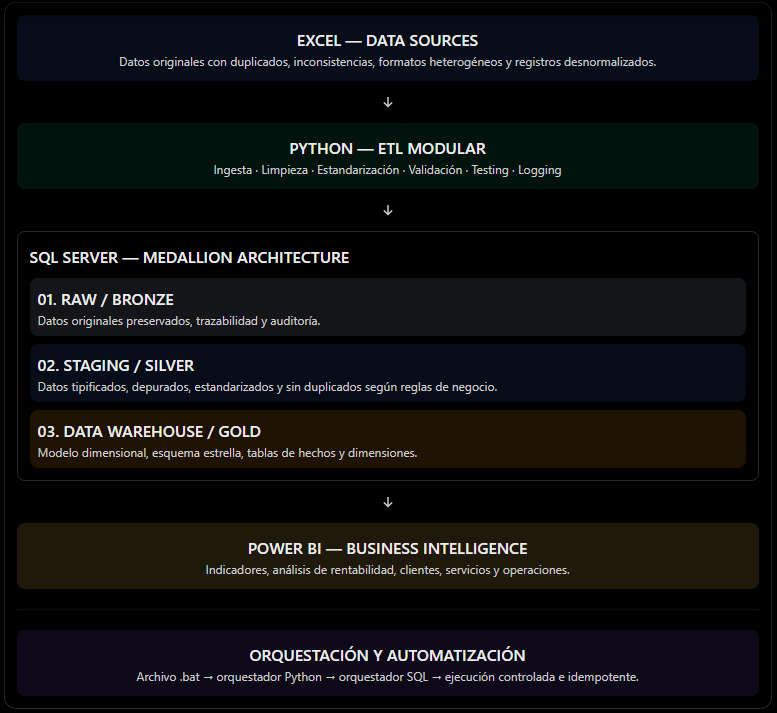 EXCEL — DATA SOURCES
Datos originales con duplicados, inconsistencias, formatos heterogéneos y registros desnormalizados.
↓
PYTHON — ETL MODULAR
Ingesta · Limpieza · Estandarización · Validación · Testing · Logging
↓
SQL SERVER — MEDALLION ARCHITECTURE
01. RAW / BRONZE
Datos originales preservados, trazabilidad y auditoría.
02. STAGING / SILVER
Datos tipificados, depurados, estandarizados y sin duplicados según reglas de negocio.
03. DATA WAREHOUSE / GOLD
Modelo dimensional, esquema estrella, tablas de hechos y dimensiones.
↓
POWER BI — BUSINESS INTELLIGENCE
Indicadores, análisis de rentabilidad, clientes, servicios y operaciones.
ORQUESTACIÓN Y AUTOMATIZACIÓN
Archivo .bat → orquestador Python → orquestador SQL → ejecución controlada e idempotente.